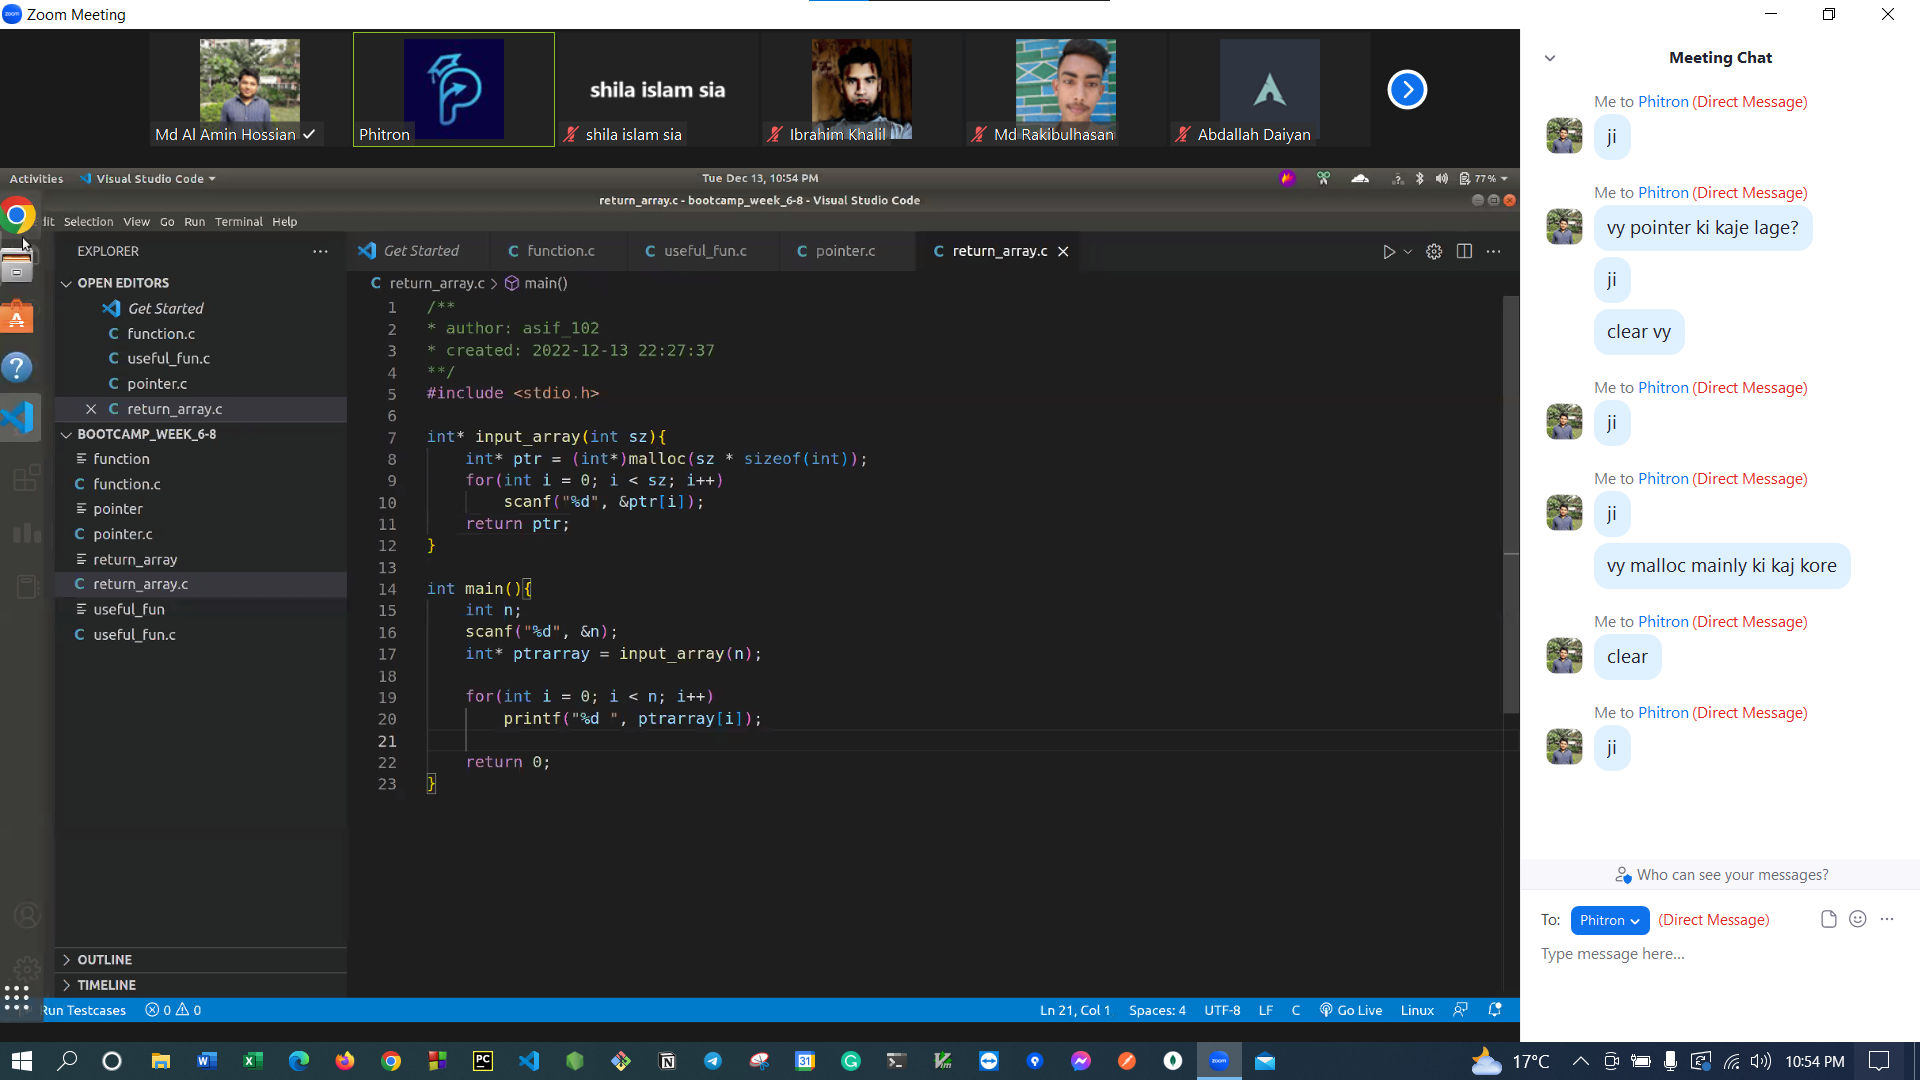 Zoom Meeting
shila islam sia
Md Al Amin Hossian
Phitron
shila islam sia
Ibrahim Khalil
Md Rakibulhasan
Abdallah Daiyan
Activities
Visual Studio Code
Tue Dec 13, 10:54 PM
77 %
return_array.c - bootcamp_week_6-8 - Visual Studio Code
dit Selection View Go Run Terminal Help
EXPLORER
OPEN EDITORS
Get Started
function.c
useful_fun.c
pointer.c
return_array.c
BOOTCAMP_WEEK_6-8
function
function.c
pointer
pointer.c
return_array
return_array.c
useful_fun
useful_fun.c
OUTLINE
TIMELINE
Get Started
C function.c
C useful_fun.c
C pointer.c
C return_array.c
C return_array.c > main()
1 /**
2 * author: asif_102
3 * created: 2022-12-13 22:27:37
4 **/
5 #include <stdio.h>
6
7 int* input_array(int sz){
8 int* ptr = (int*)malloc(sz * sizeof(int));
9 for(int i = 0; i < sz; i++)
10 scanf("%d", &ptr[i]);
11 return ptr;
12 }
13
14 int main(){
15 int n;
16 scanf("%d", &n);
17 int* ptrarray = input_array(n);
18
19 for(int i = 0; i < n; i++)
20 printf("%d ", ptrarray[i]);
21
22 return 0;
23 }
Run Testcases
0 0
Ln 21, Col 1
Spaces: 4
UTF-8
LF
C
Go Live
Linux
Meeting Chat
Me to Phitron (Direct Message)
ji
Me to Phitron (Direct Message)
vy pointer ki kaje lage?
ji
clear vy
Me to Phitron (Direct Message)
ji
Me to Phitron (Direct Message)
ji
vy malloc mainly ki kaj kore
Me to Phitron (Direct Message)
clear
Me to Phitron (Direct Message)
ji
Who can see your messages?
To: Phitron (Direct Message)
Type message here...
17°C
10:54 PM